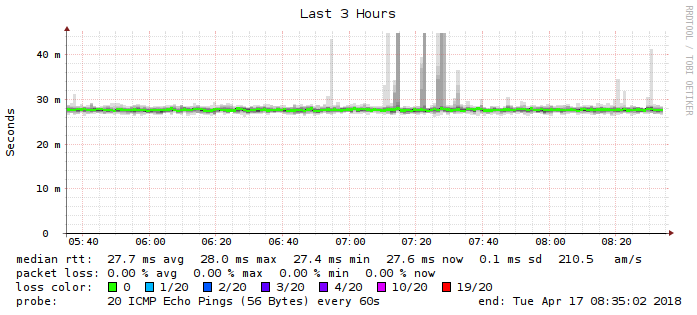 Last 3 Hours
RRDTOOL / TOBI OETIKER
Seconds
40 m
30 m
20 m
10 m
0
05:40 06:00 06:20 06:40 07:00 07:20 07:40 08:00 08:20
median rtt: 27.7 ms avg 28.0 ms max 27.4 ms min 27.6 ms now 0.1 ms sd 210.5 am/s
packet loss: 0.00 % avg 0.00 % max 0.00 % min 0.00 % now
loss color: 0 1/20 2/20 3/20 4/20 10/20 19/20
probe: 20 ICMP Echo Pings (56 Bytes) every 60s end: Tue Apr 17 08:35:02 2018